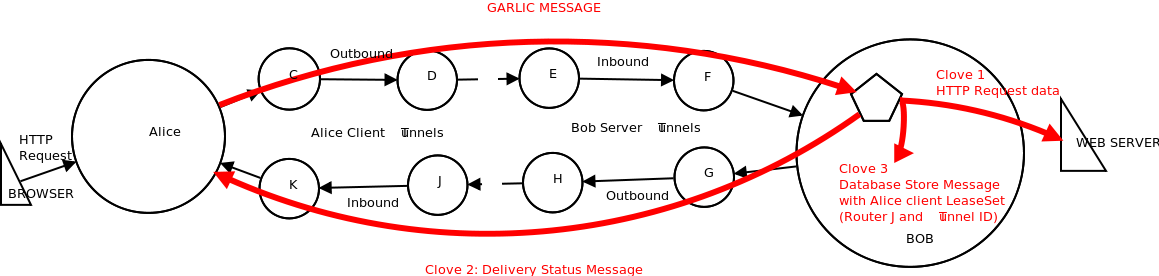 GARLIC MESSAGE
Outbound
Inbound
C
D
E
F
Clove 1
HTTP Request data
Alice
Alice Client Tunnels
Bob Server Tunnels
HTTP
Request
WEB SERVER
BROWSER
K
J
H
G
Inbound
Outbound
Clove 3
Database Store Message
with Alice client LeaseSet
(Router J and Tunnel ID)
BOB
Clove 2: Delivery Status Message